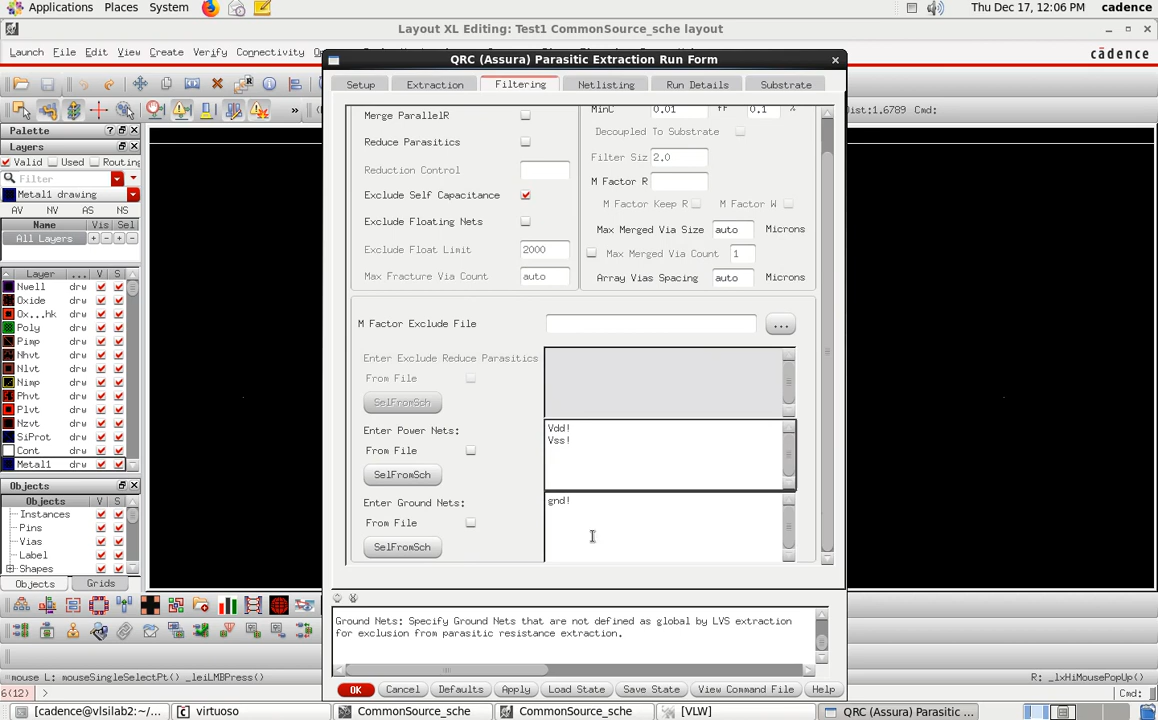 Applications Places System Thu Dec 17, 12:06 PM cadence
Layout XL Editing: Test1 CommonSource_sche layout
Launch File Edit View Create Verify Connectivity
cādence
QRC (Assura) Parasitic Extraction Run Form
Setup Extraction Filtering Netlisting Run Details Substrate
» Dist:1.6789 Cmd:
Palette
Layers
Valid Used Routing
Filter
Metal1 drawing
AV NV AS NS
Name Vis Sel
All Layers
Layer ... V S
Nwell drw
Oxide drw
Ox...hk drw
Poly drw
Pimp drw
Nhvt drw
Nlvt drw
Nimp drw
Phvt drw
Plvt drw
Nzvt drw
SiProt drw
Cont drw
Metal1 drw
Objects
Objects V S
Instances
Pins
Vias
Label
Shapes
Objects Grids
Merge ParallelR
Reduce Parasitics
Reduction Control
Exclude Self Capacitance
Exclude Floating Nets
Exclude Float Limit 2000
Max Fracture Via Count auto
MinC 0.01 fF 0.1 %
Decoupled To Substrate
Filter Siz 2.0
M Factor R
M Factor Keep R M Factor W
Max Merged Via Size auto Microns
Max Merged Via Count 1
Array Vias Spacing auto Microns
M Factor Exclude File ...
Enter Exclude Reduce Parasitics
From File
SelFromSch
Enter Power Nets: Vdd!
Vss!
From File
SelFromSch
Enter Ground Nets: gnd!
From File
SelFromSch
Ground Nets: Specify Ground Nets that are not defined as global by LVS extraction
for exclusion from parasitic resistance extraction.
OK Cancel Defaults Apply Load State Save State View Command File Help
mouse L: mouseSingleSelectPt() _leiLMBPress() R: _lxHiMousePopUp()
6(12) > Cmd:
[cadence@vlsilab2:~/... virtuoso CommonSource_sche CommonSource_sche [VLW] QRC (Assura) Parasitic ...